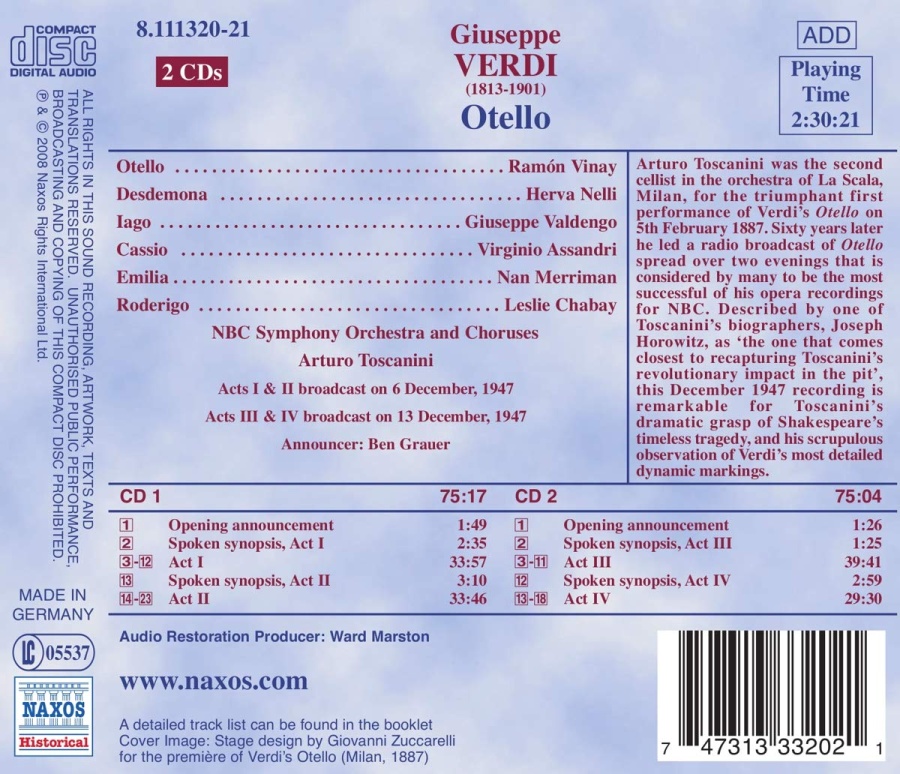 COMPACT
disc
DIGITAL AUDIO
8.111320-21
2 CDs
Giuseppe
VERDI
(1813-1901)
Otello
ADD
Playing
Time
2:30:21
ALL RIGHTS IN THIS SOUND RECORDING, ARTWORK, TEXTS AND
TRANSLATIONS RESERVED. UNAUTHORISED PUBLIC PERFORMANCE,
BROADCASTING AND COPYING OF THIS COMPACT DISC PROHIBITED.
℗ & © 2008 Naxos Rights International Ltd.
Otello . . . . . . . . . . . . . . . . . . . . . . . . . . . . . . . . . . . . Ramón Vinay
Desdemona . . . . . . . . . . . . . . . . . . . . . . . . . . . . . . . . . Herva Nelli
Iago . . . . . . . . . . . . . . . . . . . . . . . . . . . . . . . . . Giuseppe Valdengo
Cassio . . . . . . . . . . . . . . . . . . . . . . . . . . . . . . . . Virginio Assandri
Emilia . . . . . . . . . . . . . . . . . . . . . . . . . . . . . . . . . . . Nan Merriman
Roderigo . . . . . . . . . . . . . . . . . . . . . . . . . . . . . . . . . Leslie Chabay
NBC Symphony Orchestra and Choruses
Arturo Toscanini
Acts I & II broadcast on 6 December, 1947
Acts III & IV broadcast on 13 December, 1947
Announcer: Ben Grauer
Arturo Toscanini was the second
cellist in the orchestra of La Scala,
Milan, for the triumphant first
performance of Verdi's Otello on
5th February 1887. Sixty years later
he led a radio broadcast of Otello
spread over two evenings that is
considered by many to be the most
successful of his opera recordings
for NBC. Described by one of
Toscanini's biographers, Joseph
Horowitz, as 'the one that comes
closest to recapturing Toscanini's
revolutionary impact in the pit',
this December 1947 recording is
remarkable for Toscanini's
dramatic grasp of Shakespeare's
timeless tragedy, and his scrupulous
observation of Verdi's most detailed
dynamic markings.
CD 1 75:17
1 Opening announcement 1:49
2 Spoken synopsis, Act I 2:35
3-12 Act I 33:57
13 Spoken synopsis, Act II 3:10
14-23 Act II 33:46
CD 2 75:04
1 Opening announcement 1:26
2 Spoken synopsis, Act III 1:25
3-11 Act III 39:41
12 Spoken synopsis, Act IV 2:59
13-18 Act IV 29:30
MADE IN
GERMANY
LC 05537
NAXOS
Historical
Audio Restoration Producer: Ward Marston
www.naxos.com
A detailed track list can be found in the booklet
Cover Image: Stage design by Giovanni Zuccarelli
for the première of Verdi's Otello (Milan, 1887)
7 47313 33202 1